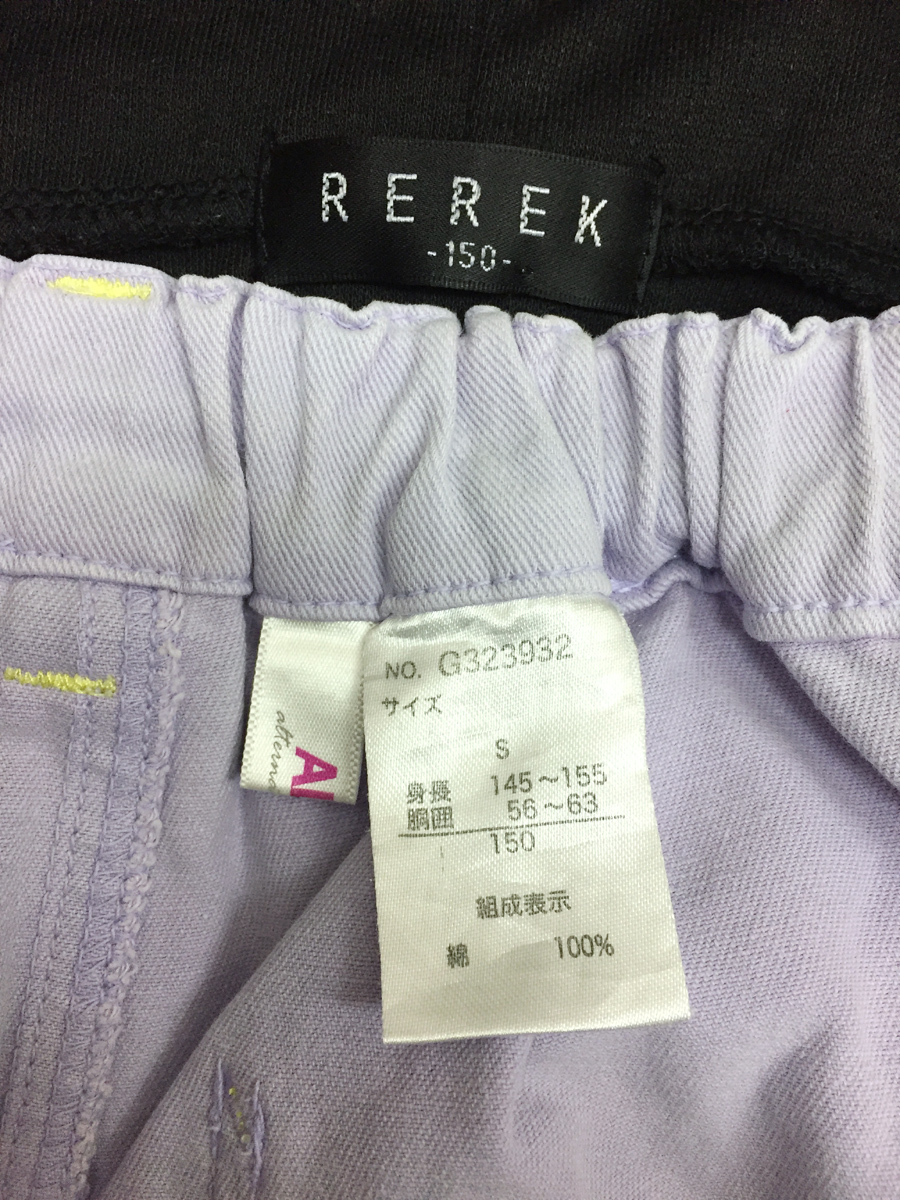 REREK
-150-
NO. G323932
サイズ
S
身長 145～155
胴囲 56～63
150
組成表示
綿 100%